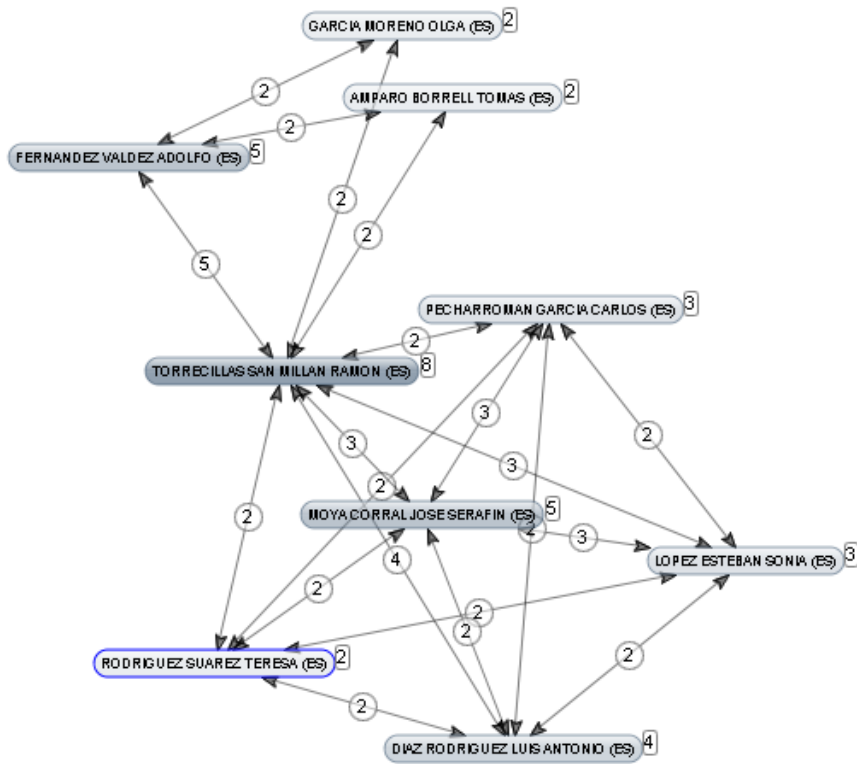 GARCIA MORENO OLGA (ES) 2
2
AMPARO BORRELL TOMAS (ES) 2
2
FERNANDEZ VALDEZ ADOLFO (ES) 5
2
2
5
PECHARROMAN GARCIA CARLOS (ES) 3
2
TORRECILLAS SAN MILLAN RAMON (ES) 8
3
2
3
3
2
MOYA CORRAL JOSE SERAFIN (ES) 5
2
2
3
LOPEZ ESTEBAN SONIA (ES) 3
4
2
2
2
2
RODRIGUEZ SUAREZ TERESA (ES) 2
2
DIAZ RODRIGUEZ LUIS ANTONIO (ES) 4